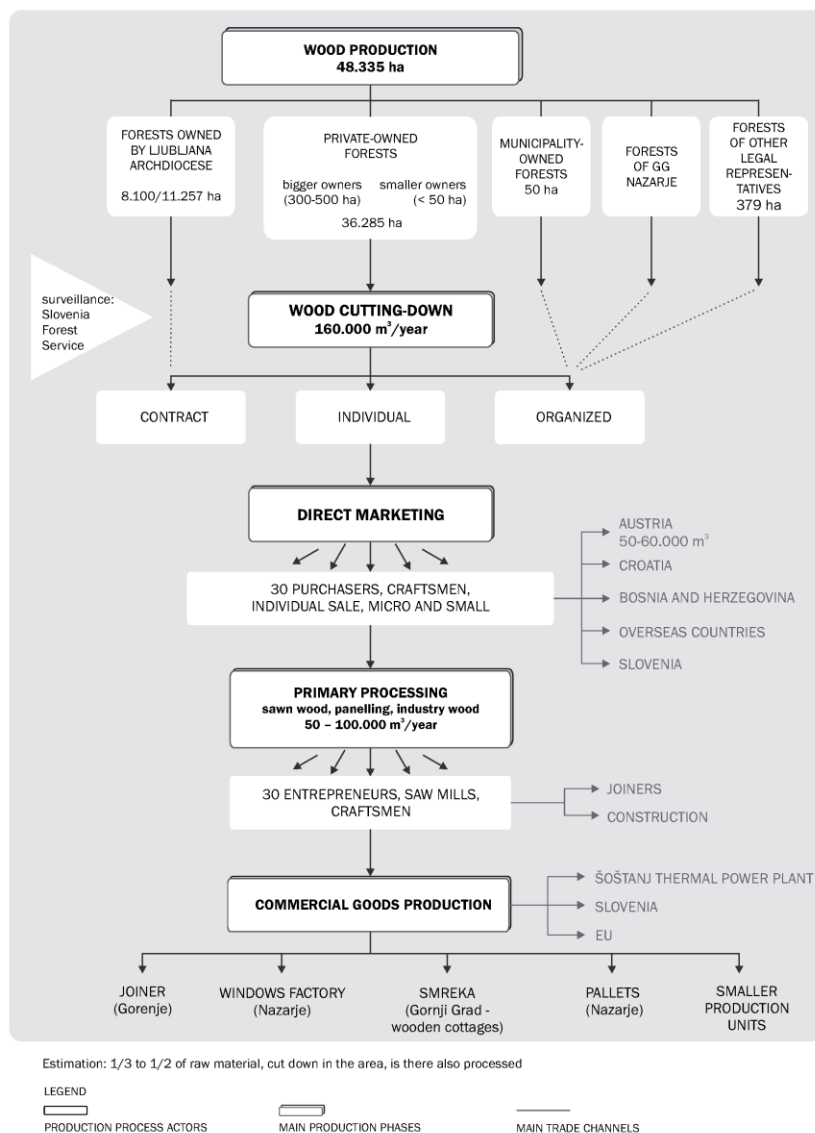 WOOD PRODUCTION
48.335 ha
FORESTS OWNED
BY LJUBLJANA
ARCHDIOCESE
8.100/11.257 ha
PRIVATE-OWNED
FORESTS
bigger owners
(300-500 ha)
smaller owners
(< 50 ha)
36.285 ha
MUNICIPALITY-
OWNED
FORESTS
50 ha
FORESTS
OF GG
NAZARJE
FORESTS
OF OTHER
LEGAL
REPRESEN-
TATIVES
379 ha
surveillance:
Slovenia
Forest
Service
WOOD CUTTING-DOWN
160.000 m³/year
CONTRACT
INDIVIDUAL
ORGANIZED
DIRECT MARKETING
30 PURCHASERS, CRAFTSMEN,
INDIVIDUAL SALE, MICRO AND SMALL
AUSTRIA
50-60.000 m³
CROATIA
BOSNIA AND HERZEGOVINA
OVERSEAS COUNTRIES
SLOVENIA
PRIMARY PROCESSING
sawn wood, panelling, industry wood
50 – 100.000 m³/year
30 ENTREPRENEURS, SAW MILLS,
CRAFTSMEN
JOINERS
CONSTRUCTION
COMMERCIAL GOODS PRODUCTION
ŠOŠTANJ THERMAL POWER PLANT
SLOVENIA
EU
JOINER
(Gorenje)
WINDOWS FACTORY
(Nazarje)
SMREKA
(Gornji Grad -
wooden cottages)
PALLETS
(Nazarje)
SMALLER
PRODUCTION
UNITS
Estimation: 1/3 to 1/2 of raw material, cut down in the area, is there also processed
LEGEND
PRODUCTION PROCESS ACTORS
MAIN PRODUCTION PHASES
MAIN TRADE CHANNELS